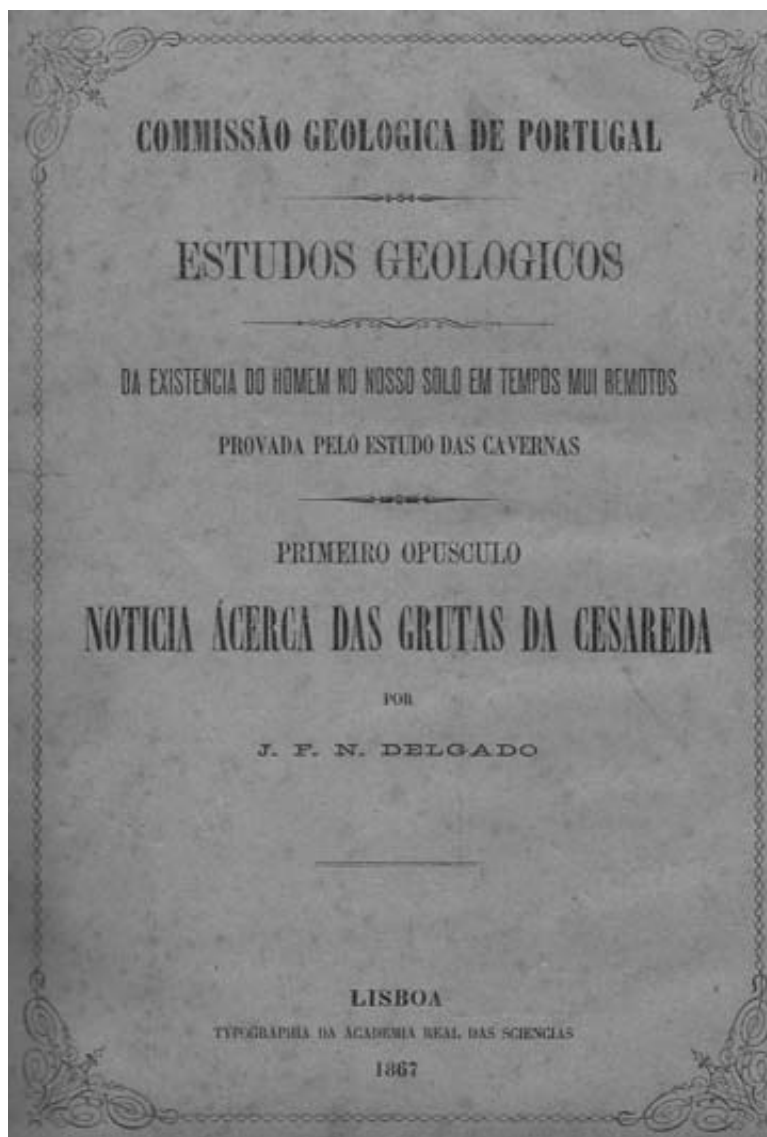 COMMISSÃO GEOLOGICA DE PORTUGAL
ESTUDOS GEOLOGICOS
DA EXISTENCIA DO HOMEM NO NOSSO SOLO EM TEMPOS MUI REMOTOS
PROVADA PELO ESTUDO DAS CAVERNAS
PRIMEIRO OPUSCULO
NOTICIA ÁCERCA DAS GRUTAS DA CESAREDA
POR
J. F. N. DELGADO
LISBOA
TYPOGRAPHIA DA ACADEMIA REAL DAS SCIENCIAS
1867